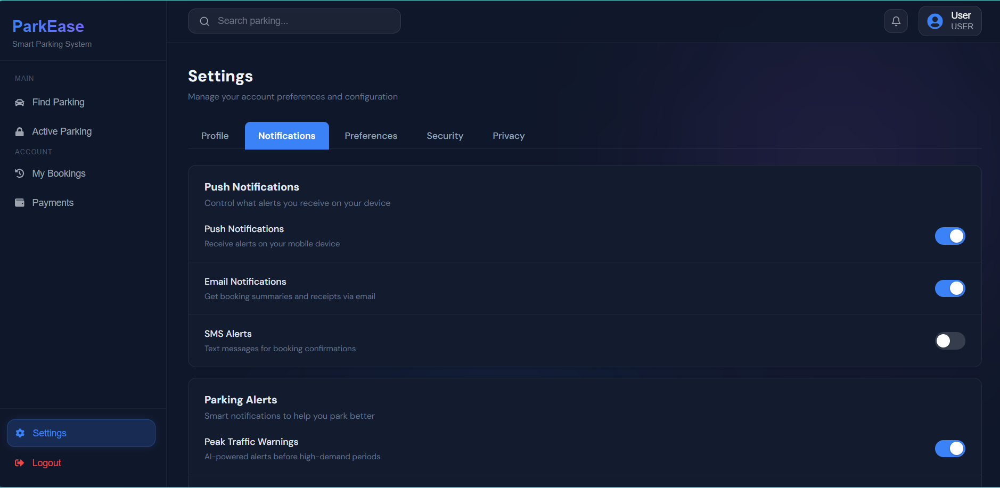 ParkEase
Smart Parking System
MAIN
Find Parking
Active Parking
ACCOUNT
My Bookings
Payments
Settings
Logout
Search parking...
User
USER
Settings
Manage your account preferences and configuration
Profile
Notifications
Preferences
Security
Privacy
Push Notifications
Control what alerts you receive on your device
Push Notifications
Receive alerts on your mobile device
Email Notifications
Get booking summaries and receipts via email
SMS Alerts
Text messages for booking confirmations
Parking Alerts
Smart notifications to help you park better
Peak Traffic Warnings
AI-powered alerts before high-demand periods